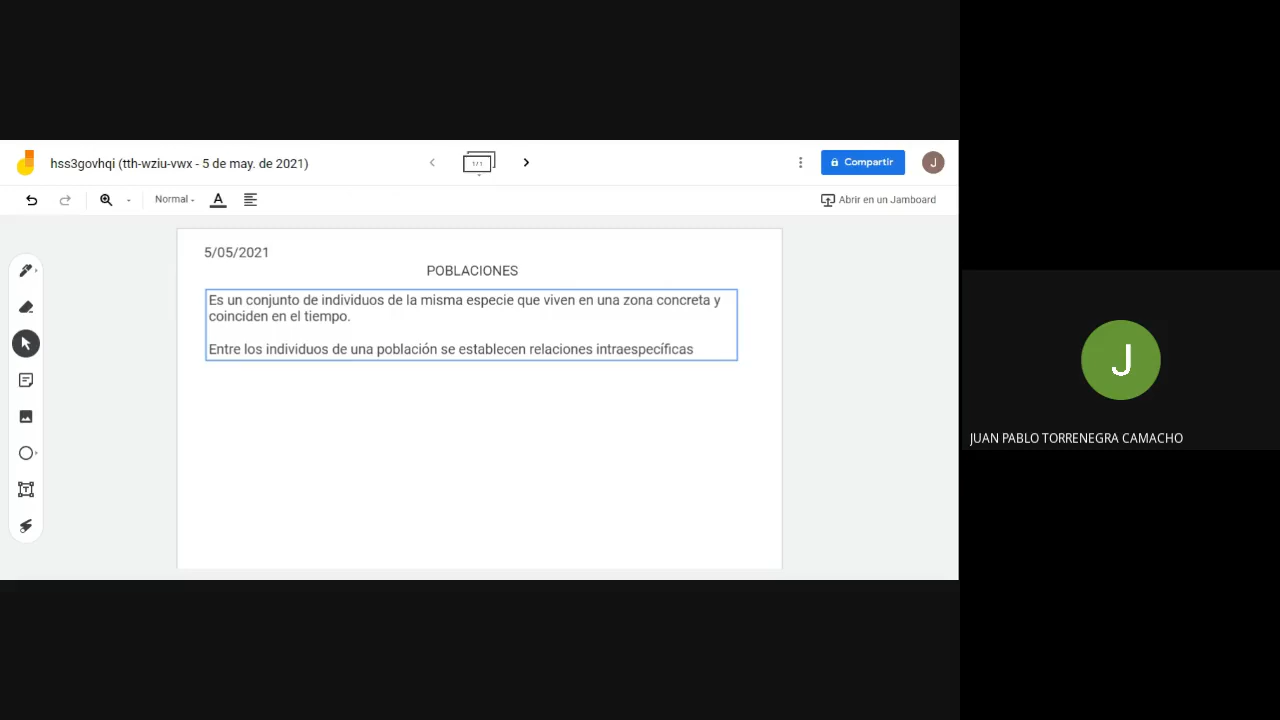 hss3govhqi (tth-wziu-vwx - 5 de may. de 2021)
1/1
Compartir
J
Normal
A
Abrir en un Jamboard
5/05/2021
POBLACIONES
Es un conjunto de individuos de la misma especie que viven en una zona concreta y
coinciden en el tiempo.
Entre los individuos de una población se establecen relaciones intraespecíficas
T
J
JUAN PABLO TORRENEGRA CAMACHO